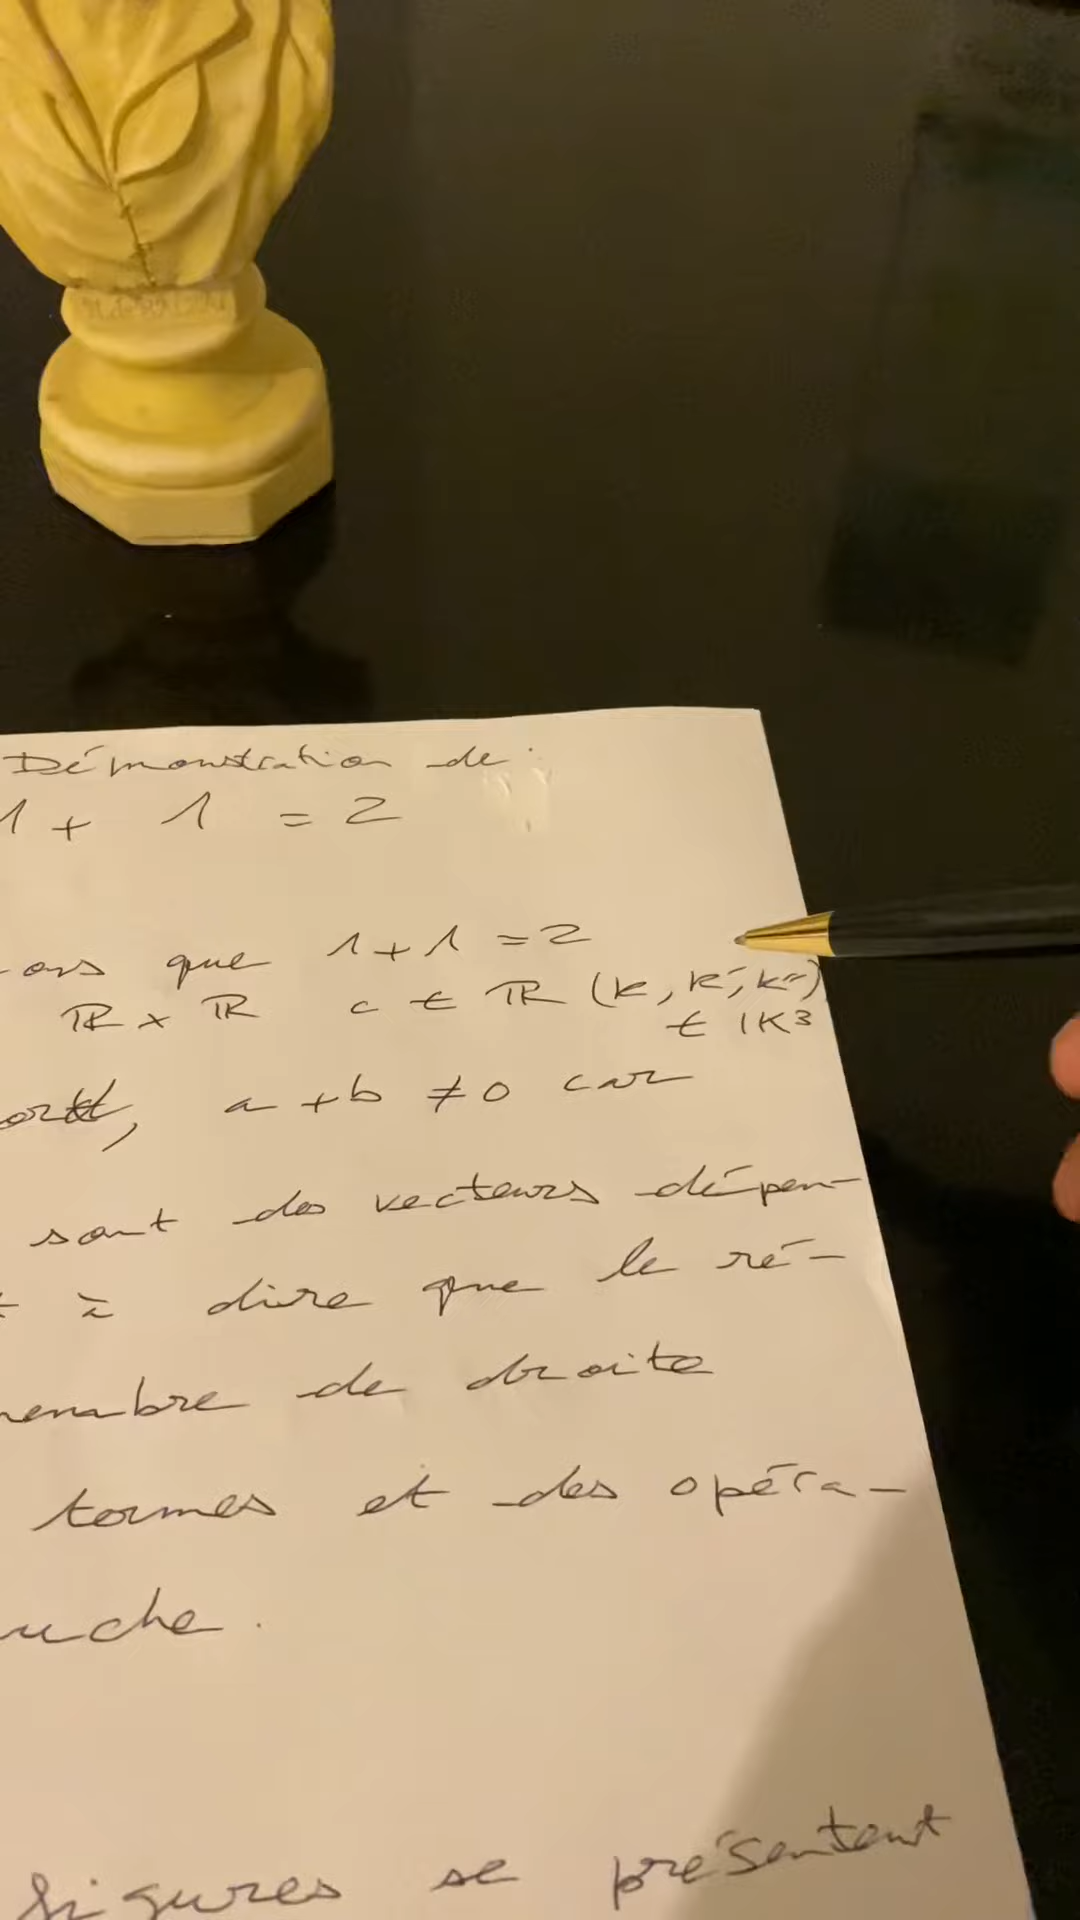 Démonstration de :
1 + 1 = 2
ons que 1+1 = 2
ℝ x ℝ c ∈ ℝ (k, k', k'')
∈ 𝕂³
a + b ≠ 0 car
sont des vecteurs dépen-
à dire que le ré-
membre de droite
termes et des opéra-
uche.
figures se présentent